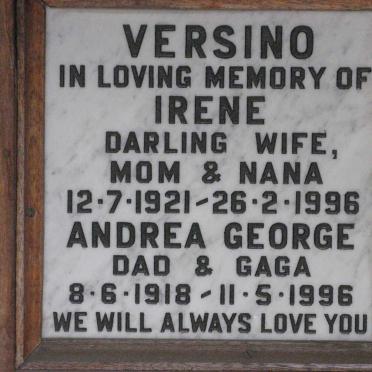 VERSINO
IN LOVING MEMORY OF
IRENE
DARLING WIFE,
MOM & NANA
12·7·1921-26·2·1996
ANDREA GEORGE
DAD & GAGA
8·6·1918-11·5·1996
WE WILL ALWAYS LOVE YOU